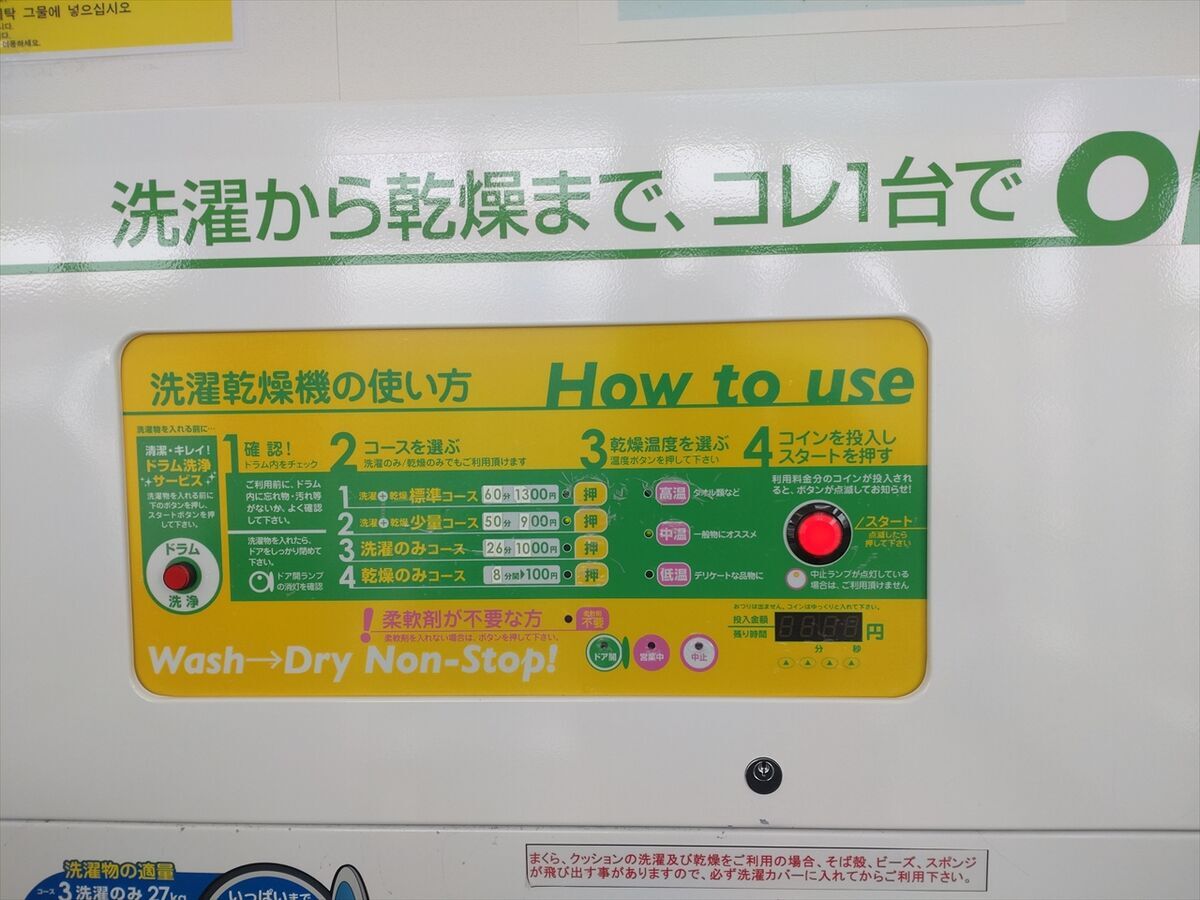 탁 그물에 넣으십시오
니다.
다.
洗濯から乾燥まで、コレ1台で
洗濯乾燥機の使い方
How to use
洗濯物を入れる前に…
清潔・キレイ!
ドラム洗浄
サービス
洗濯物を入れる前に
下のボタンを押し、
スタートボタンを押
して下さい。
ドラム
洗浄
1 確認!
ドラム内をチェック
ご利用前に、ドラム
内に忘れ物・汚れ等
がないか、よく確認
して下さい。
洗濯物を入れたら、
ドアをしっかり閉めて
下さい。
ドア開ランプ
の消灯を確認
2 コースを選ぶ
洗濯のみ/乾燥のみでもご利用頂けます
1 洗濯+乾燥 標準コース 60分 1300円 押
2 洗濯+乾燥 少量コース 50分 900円 押
3 洗濯のみコース 26分 1000円 押
4 乾燥のみコース 8分間 100円 押
3 乾燥温度を選ぶ
温度ボタンを押して下さい
高温 タオル類など
中温 一般物にオススメ
低温 デリケートな品物に
4 コインを投入し
スタートを押す
利用料金分のコインが投入され
ると、ボタンが点滅してお知らせ!
スタート
点滅したら
押して下さい
中止ランプが点灯している
場合は、ご利用頂けません
! 柔軟剤が不要な方
柔軟剤を入れない場合は、ボタンを押して下さい。
柔軟剤
不要
Wash→Dry Non-Stop!
ドア開
営業中
中止
おつりは出ません。コインはゆっくりと入れて下さい。
投入金額
残り時間
円
分 秒
洗濯物の適量
コース 3 洗濯のみ 27kg
いっぱいまで
まくら、クッションの洗濯及び乾燥をご利用の場合、そば殻、ビーズ、スポンジ
が飛び出す事がありますので、必ず洗濯カバーに入れてからご利用下さい。